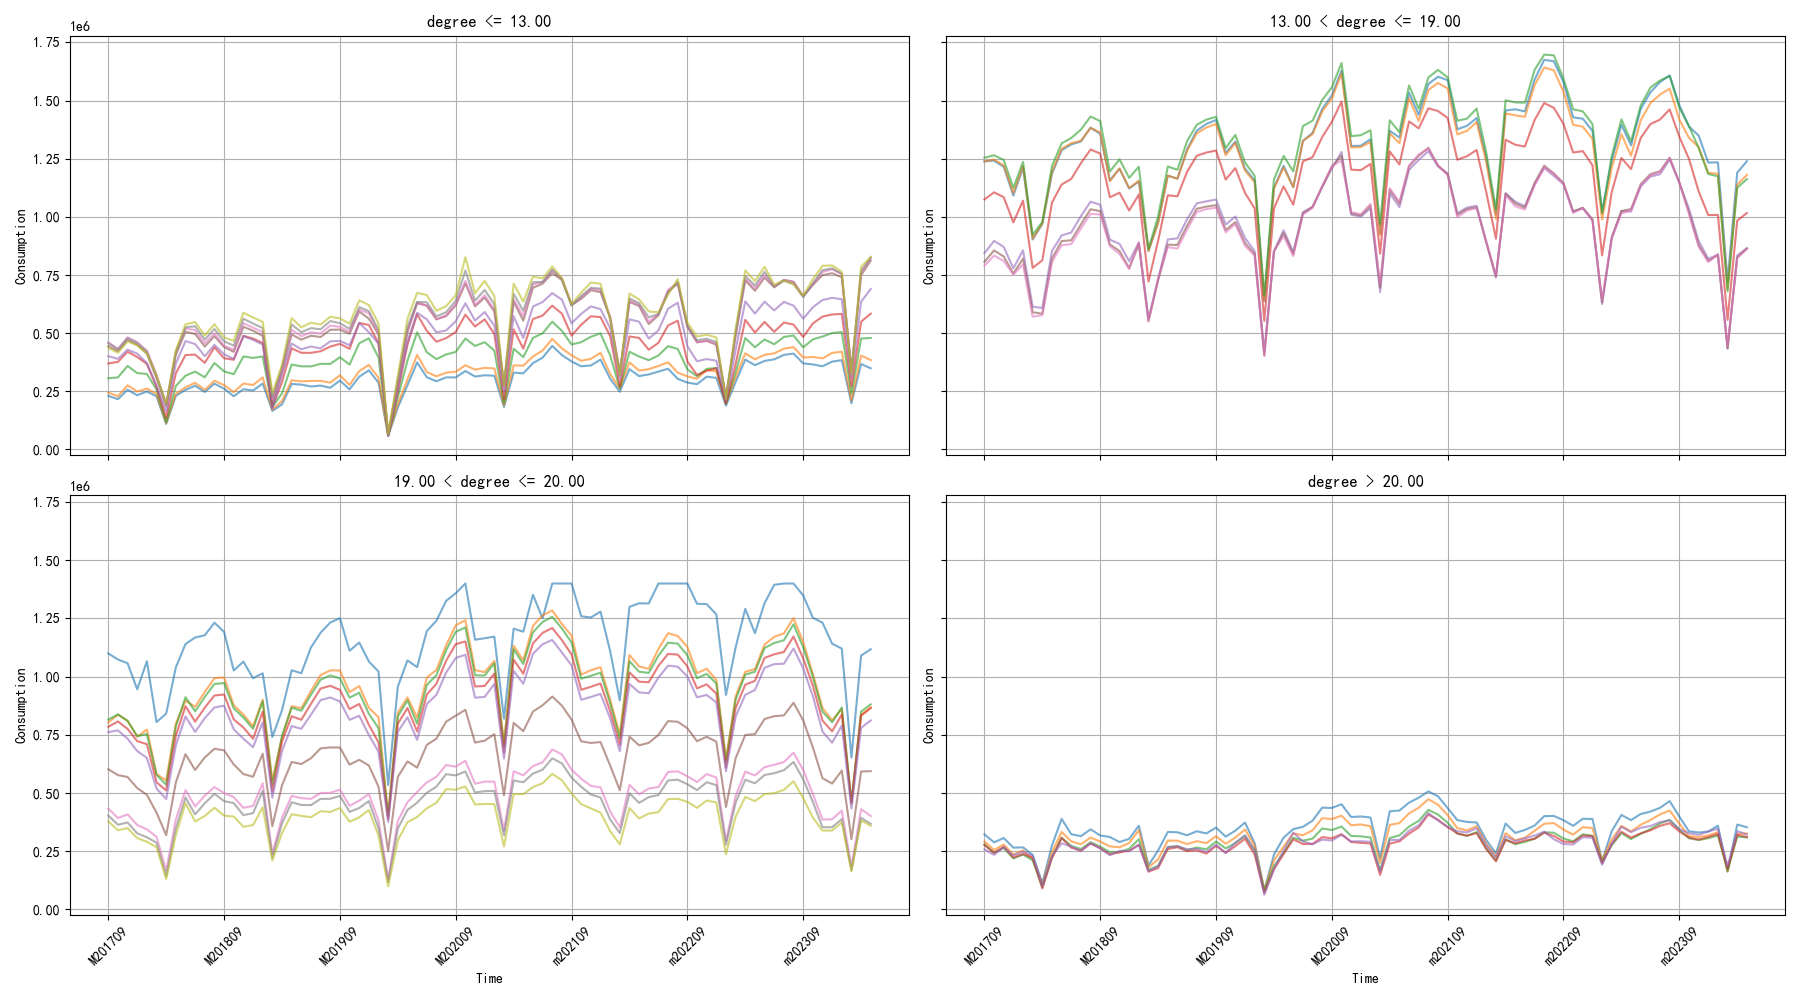 degree <= 13.00
1e6
1.75
1.50
1.25
1.00
0.75
0.50
0.25
0.00
Consumption
13.00 < degree <= 19.00
Consumption
19.00 < degree <= 20.00
1e6
1.75
1.50
1.25
1.00
0.75
0.50
0.25
0.00
Consumption
M201709
M201809
M201909
M202009
m202109
m202209
m202309
Time
degree > 20.00
Consumption
M201709
M201809
M201909
M202009
m202109
m202209
m202309
Time